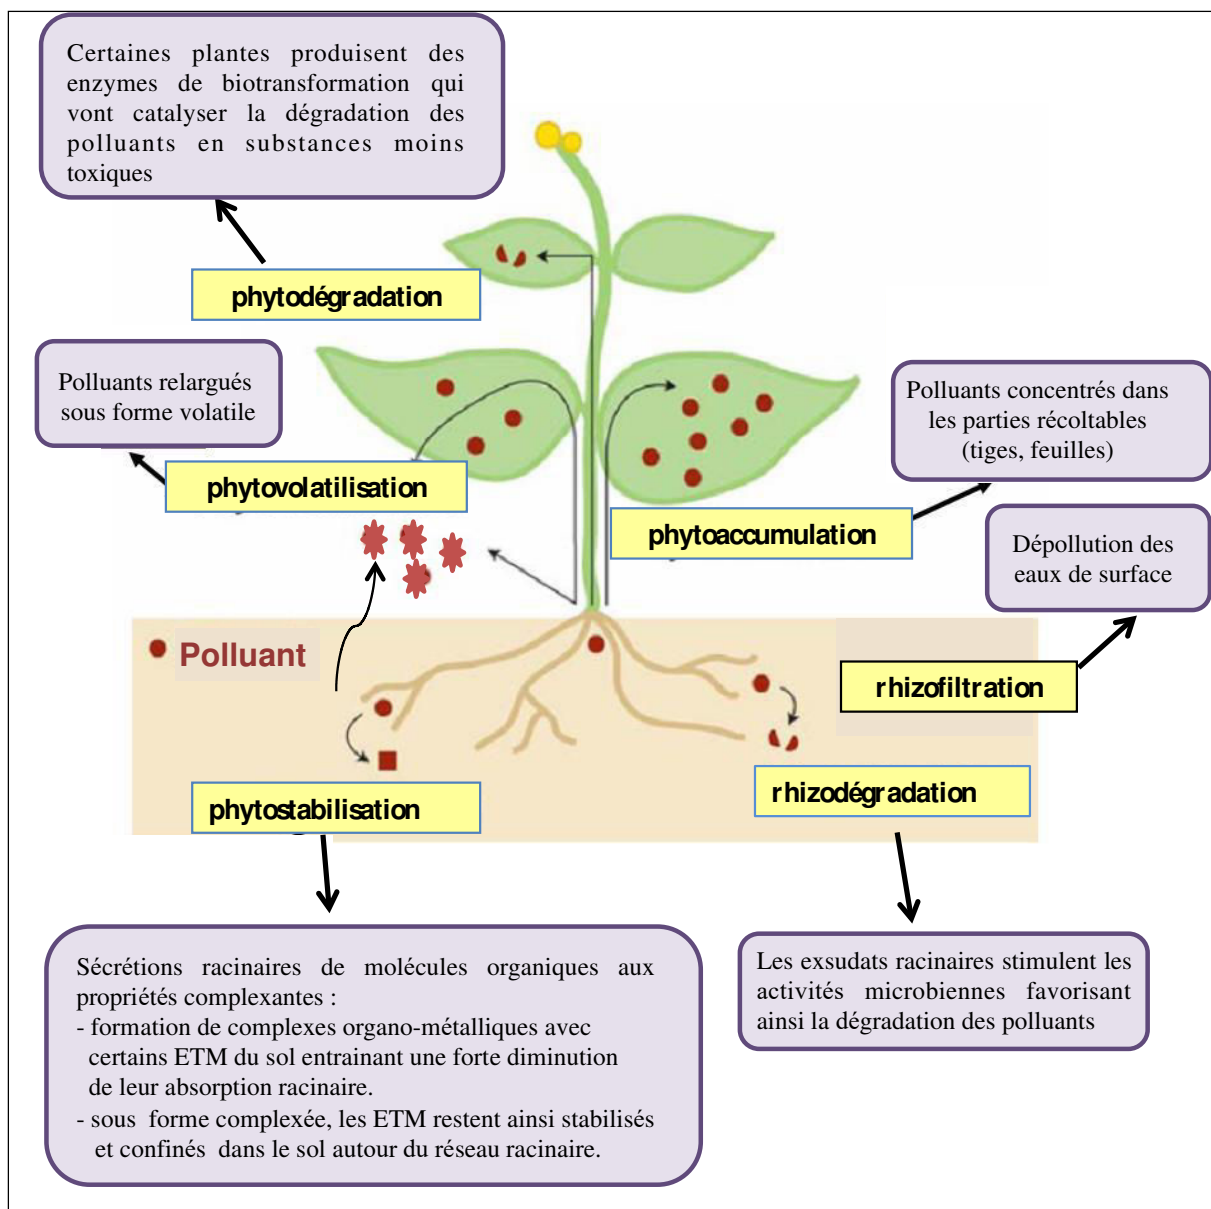 Certaines plantes produisent des
enzymes de biotransformation qui
vont catalyser la dégradation des
polluants en substances moins
toxiques
phytodégradation
Polluants relargués
sous forme volatile
phytovolatilisation
Polluants concentrés dans
les parties récoltables
(tiges, feuilles)
phytoaccumulation
Dépollution des
eaux de surface
rhizofiltration
Polluant
phytostabilisation
rhizodégradation
Sécrétions racinaires de molécules organiques aux
propriétés complexantes :
- formation de complexes organo-métalliques avec
certains ETM du sol entrainant une forte diminution
de leur absorption racinaire.
- sous forme complexée, les ETM restent ainsi stabilisés
et confinés dans le sol autour du réseau racinaire.
Les exsudats racinaires stimulent les
activités microbiennes favorisant
ainsi la dégradation des polluants